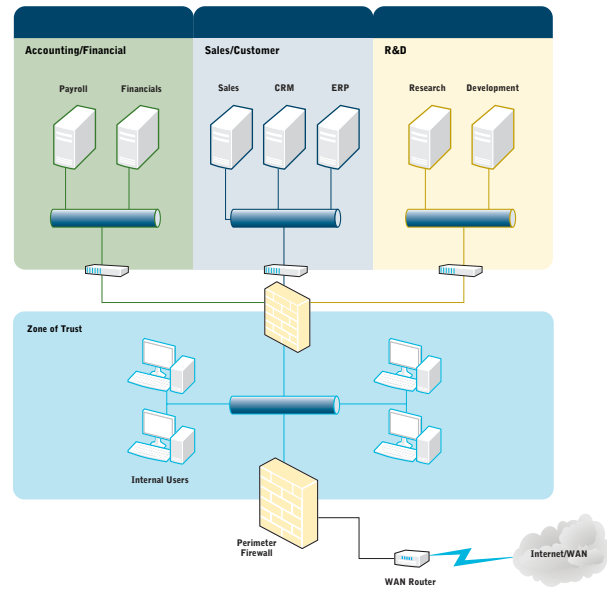 Accounting/Financial
Sales/Customer
R&D
Payroll
Financials
Sales
CRM
ERP
Research
Development
Zone of Trust
Internal Users
Perimeter
Firewall
Internet/WAN
WAN Router